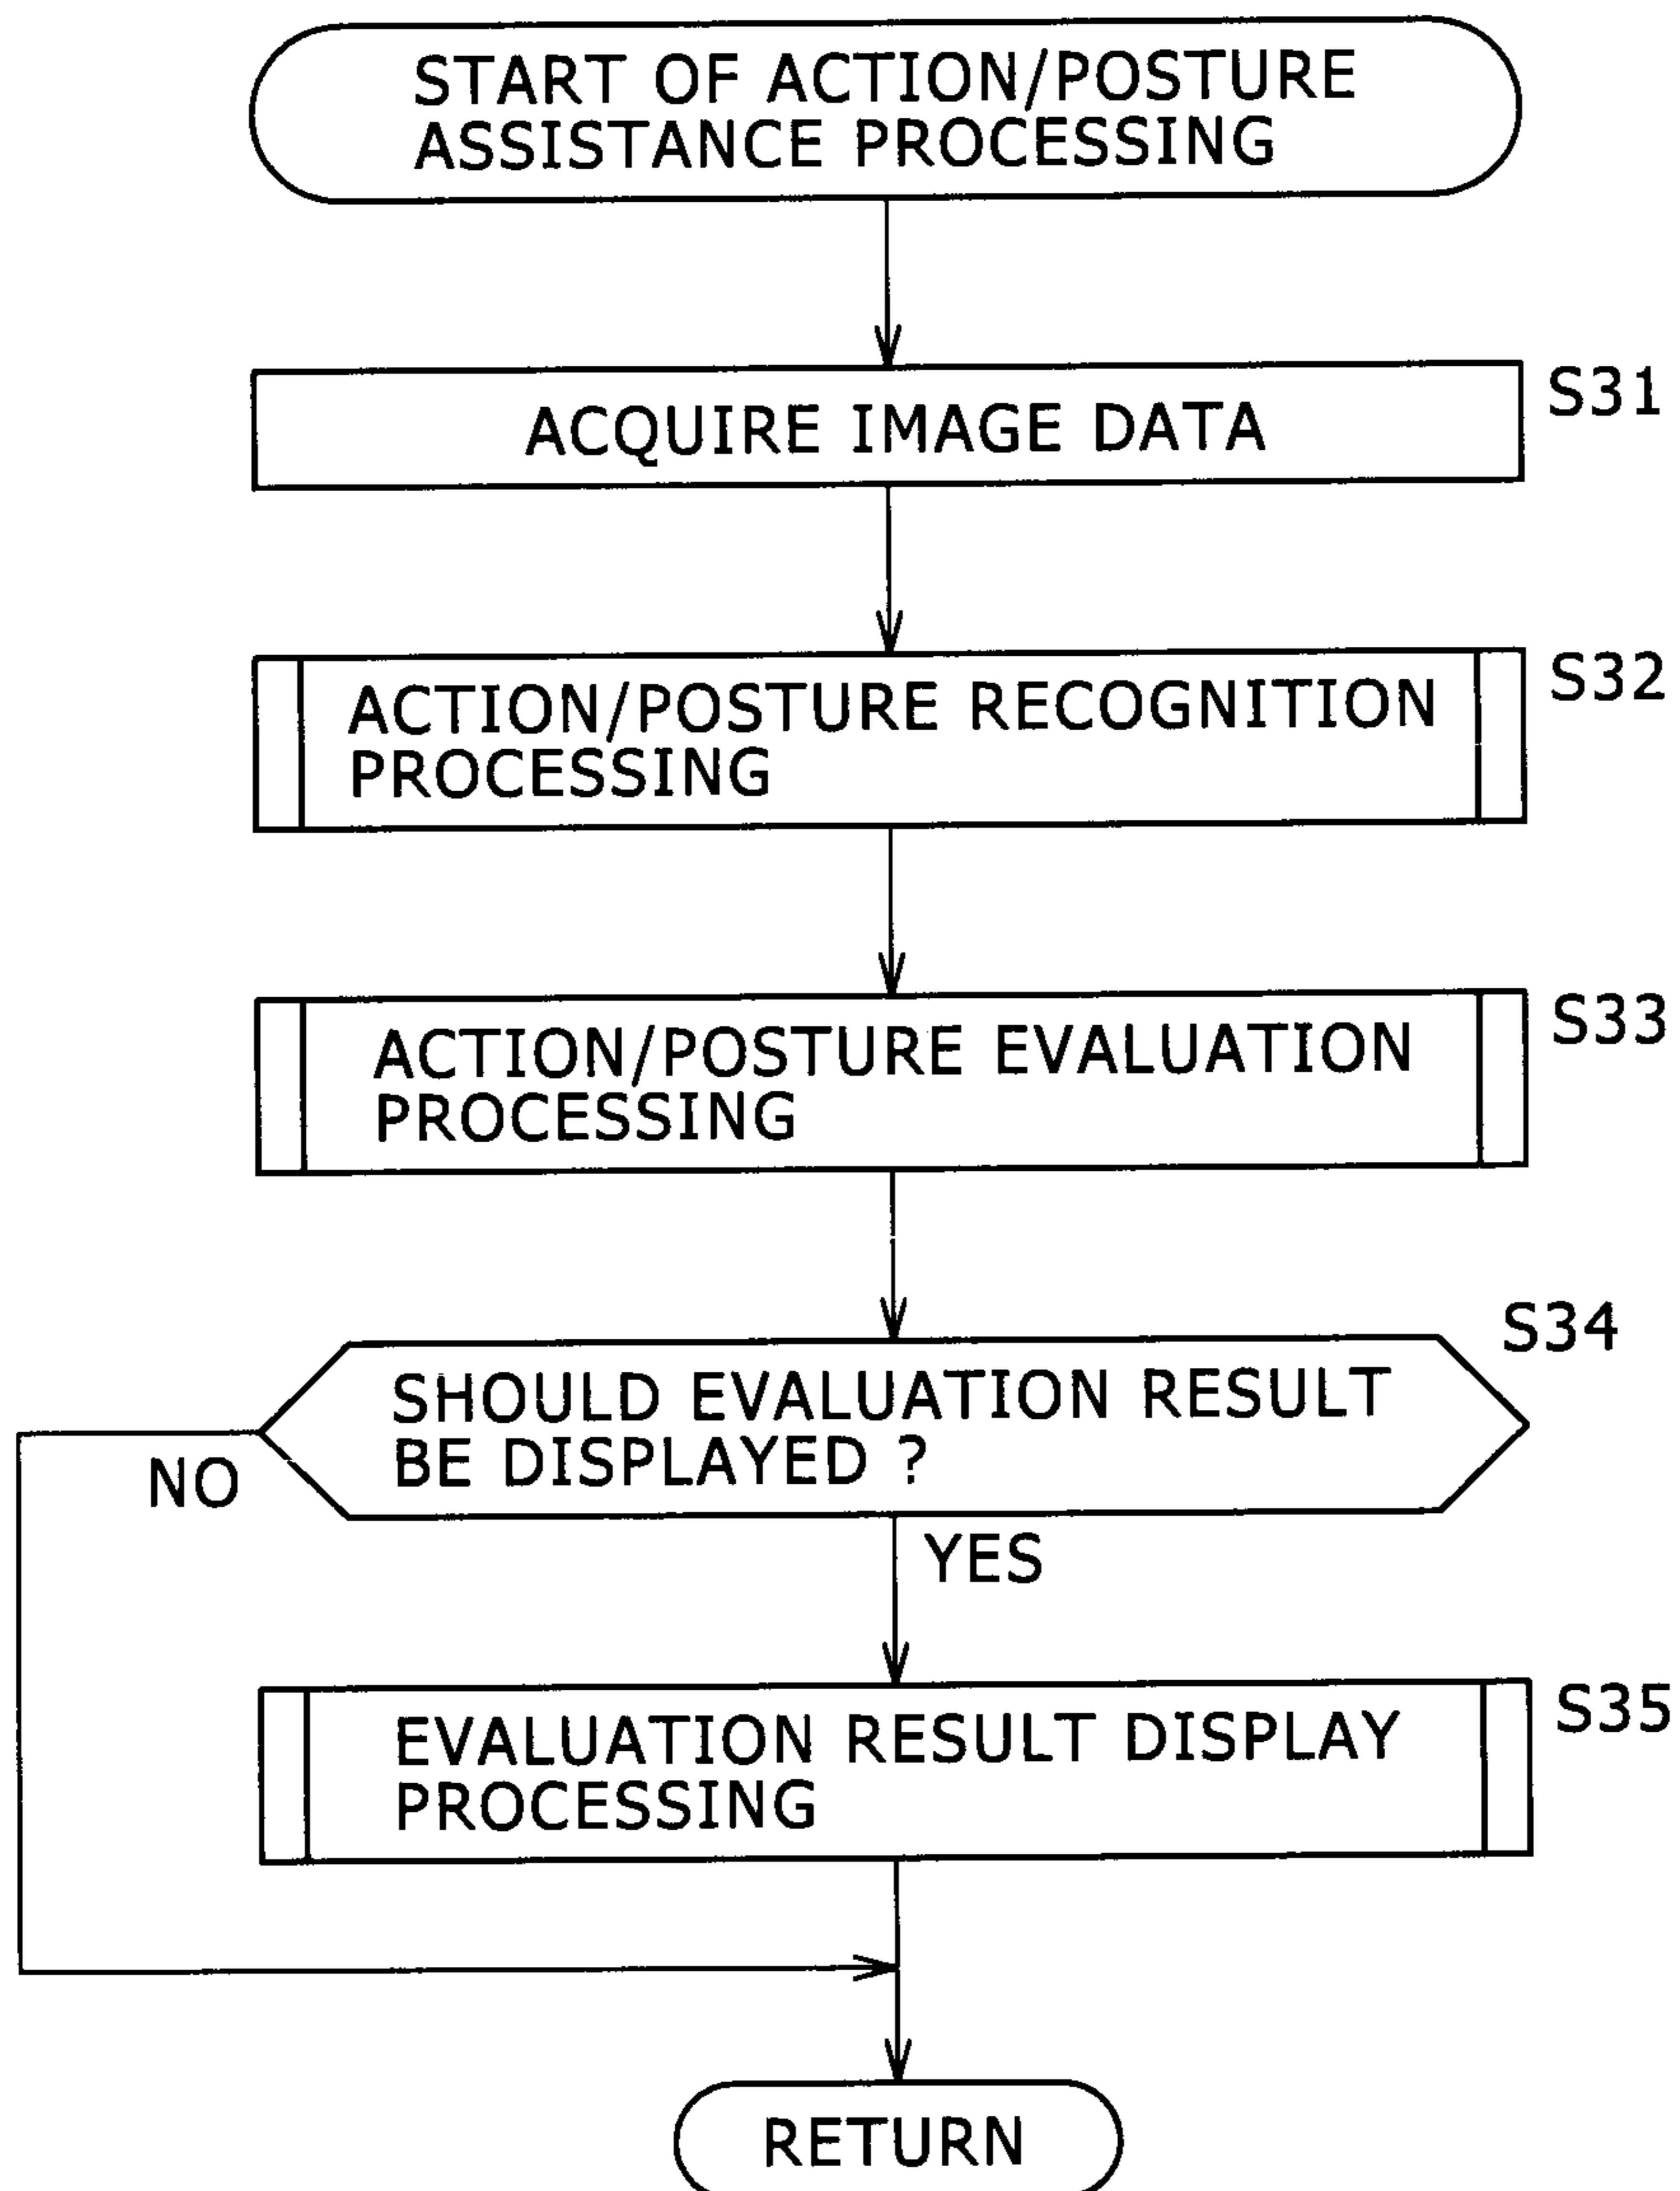 START OF ACTION/POSTURE
ASSISTANCE PROCESSING
ACQUIRE IMAGE DATA
S31
ACTION/POSTURE RECOGNITION
PROCESSING
S32
ACTION/POSTURE EVALUATION
PROCESSING
S33
S34
SHOULD EVALUATION RESULT
BE DISPLAYED ?
NO
YES
EVALUATION RESULT DISPLAY
PROCESSING
S35
RETURN